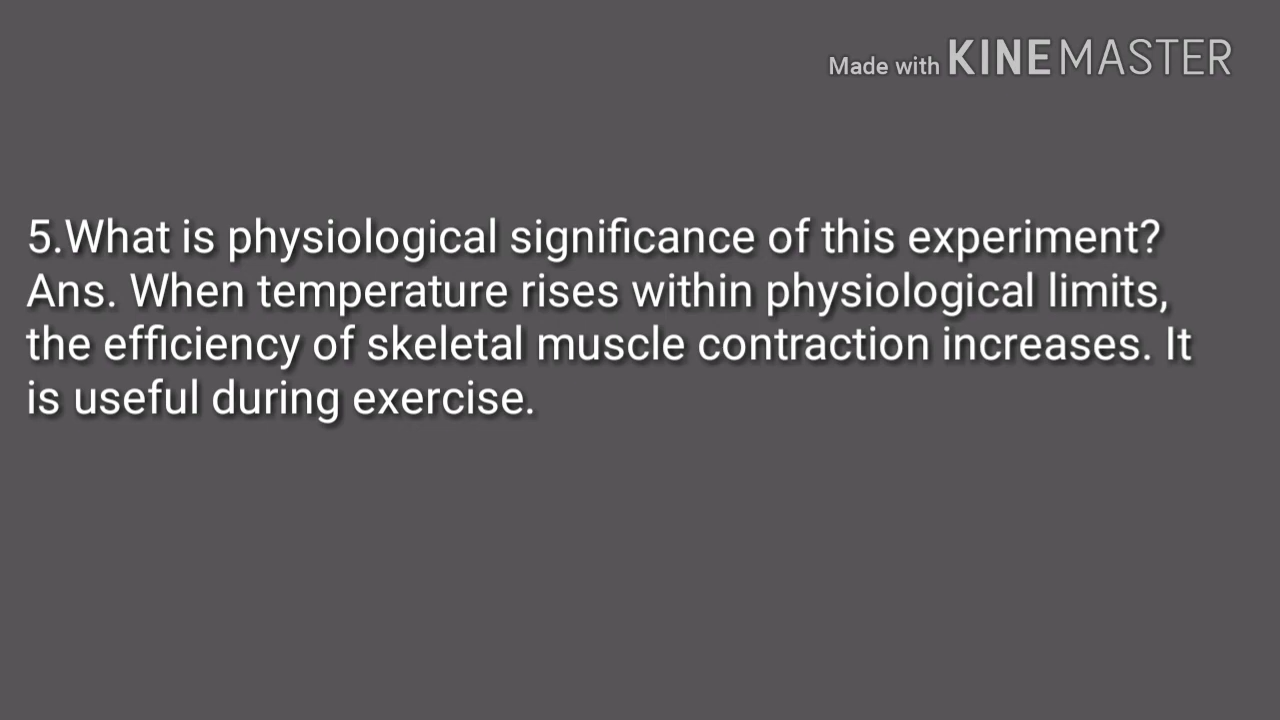 Made with KINEMASTER
5.What is physiological significance of this experiment?
Ans. When temperature rises within physiological limits,
the efficiency of skeletal muscle contraction increases. It
is useful during exercise.